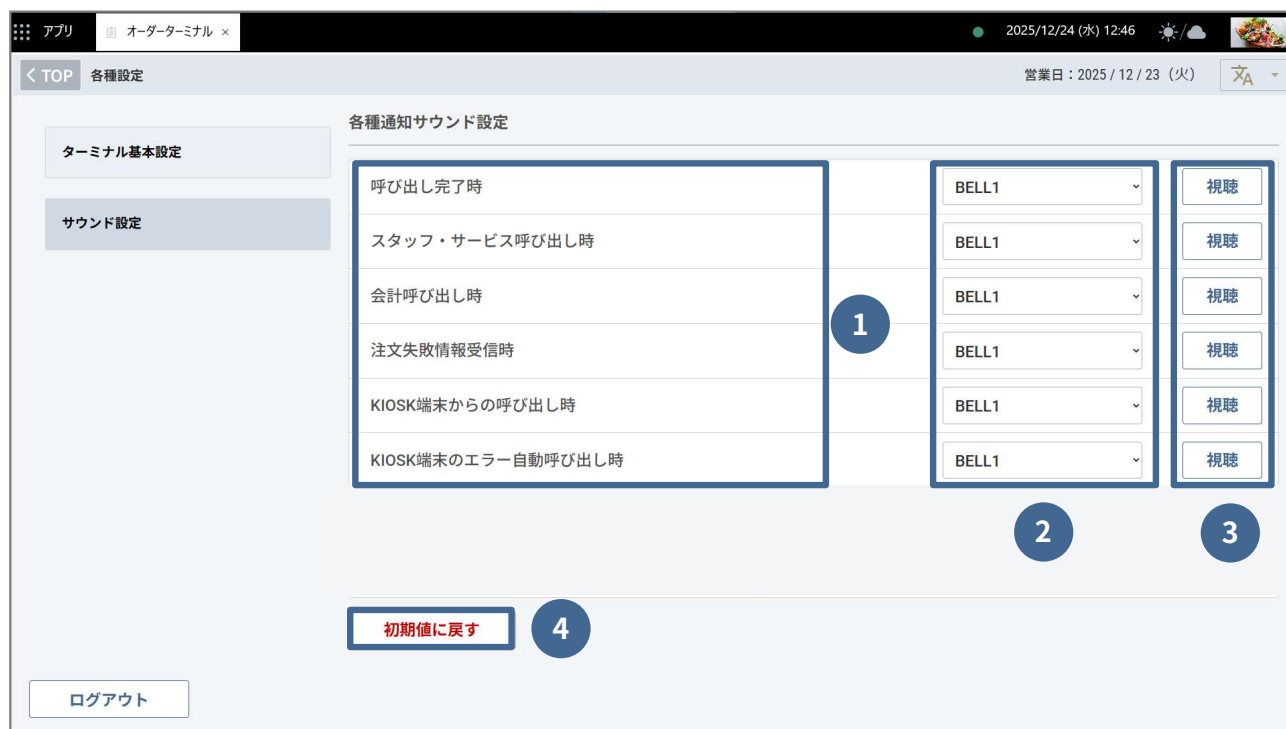 アプリ オーダーターミナル × 2025/12/24 (水) 12:46
< TOP 各種設定 営業日：2025 / 12 / 23（火） 文A
各種通知サウンド設定
ターミナル基本設定
サウンド設定
呼び出し完了時 BELL1 視聴
スタッフ・サービス呼び出し時 BELL1 視聴
会計呼び出し時 BELL1 視聴
1
注文失敗情報受信時 BELL1 視聴
KIOSK端末からの呼び出し時 BELL1 視聴
KIOSK端末のエラー自動呼び出し時 BELL1 視聴
2 3
初期値に戻す 4
ログアウト